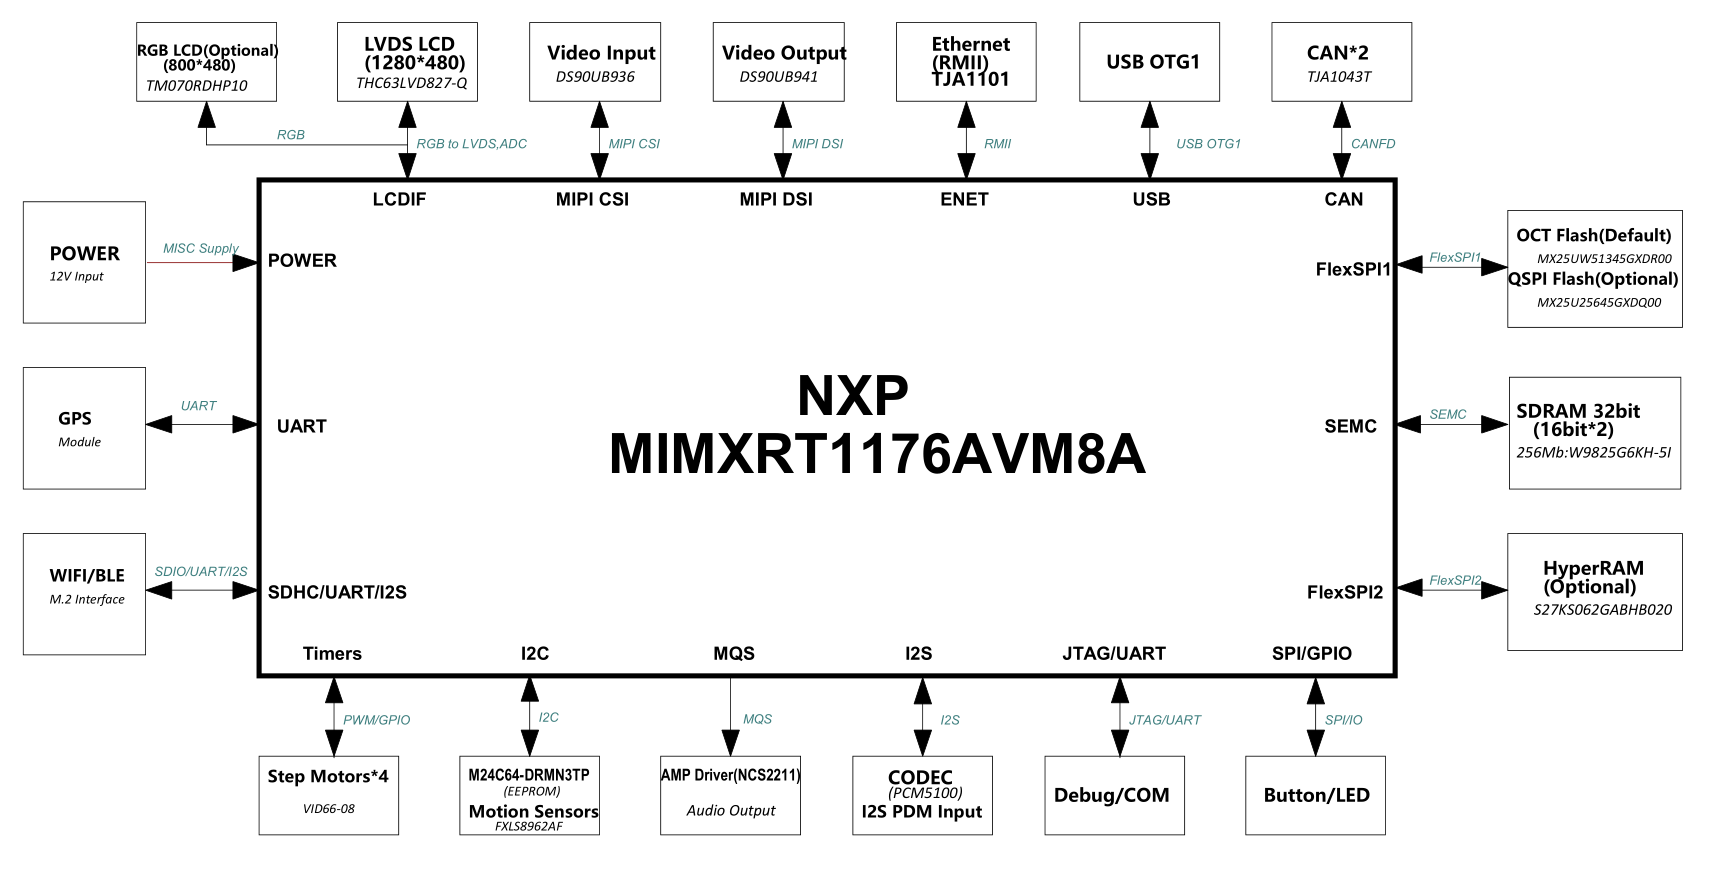 RGB LCD(Optional)
(800*480)
TM070RDHP10
LVDS LCD
(1280*480)
THC63LVD827-Q
Video Input
DS90UB936
Video Output
DS90UB941
Ethernet
(RMII)
TJA1101
USB OTG1
CAN*2
TJA1043T
RGB
RGB to LVDS,ADC
MIPI CSI
MIPI DSI
RMII
USB OTG1
CANFD
LCDIF
MIPI CSI
MIPI DSI
ENET
USB
CAN
POWER
12V Input
MISC Supply
POWER
GPS
Module
UART
UART
WIFI/BLE
M.2 Interface
SDIO/UART/I2S
SDHC/UART/I2S
NXP
MIMXRT1176AVM8A
FlexSPI1
FlexSPI1
OCT Flash(Default)
MX25UW51345GXDR00
QSPI Flash(Optional)
MX25U25645GXDQ00
SEMC
SEMC
SDRAM 32bit
(16bit*2)
256Mb:W9825G6KH-5I
FlexSPI2
FlexSPI2
HyperRAM
(Optional)
S27KS062GABHB020
Timers
I2C
MQS
I2S
JTAG/UART
SPI/GPIO
PWM/GPIO
I2C
MQS
I2S
JTAG/UART
SPI/IO
Step Motors*4
VID66-08
M24C64-DRMN3TP
(EEPROM)
Motion Sensors
FXLS8962AF
AMP Driver(NCS2211)
Audio Output
CODEC
(PCM5100)
I2S PDM Input
Debug/COM
Button/LED